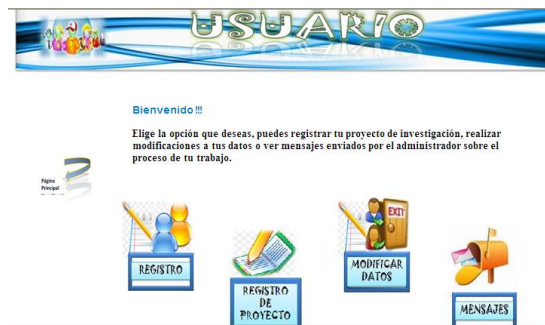 USUARIO
Bienvenido!!!
Elige la opción que deseas, puedes registrar tu proyecto de investigación, realizar
modificaciones a tus datos o ver mensajes enviados por el administrador sobre el
proceso de tu trabajo.
Página
Principal
EXIT
REGISTRO
REGISTRO
DE
PROYECTO
MODIFICAR
DATOS
MENSAJES